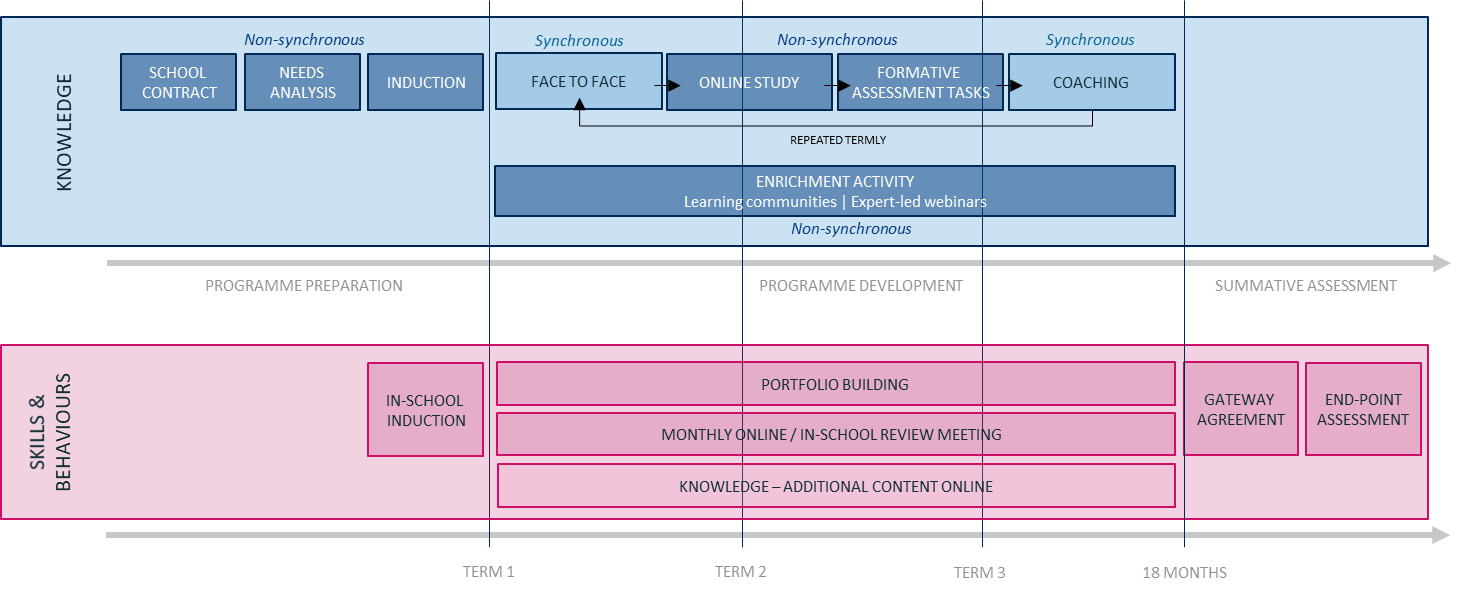 KNOWLEDGE
Non-synchronous
Synchronous
Non-synchronous
Synchronous
SCHOOL
CONTRACT
NEEDS
ANALYSIS
INDUCTION
FACE TO FACE
ONLINE STUDY
FORMATIVE
ASSESSMENT TASKS
COACHING
REPEATED TERMLY
ENRICHMENT ACTIVITY
Learning communities | Expert-led webinars
Non-synchronous
PROGRAMME PREPARATION
PROGRAMME DEVELOPMENT
SUMMATIVE ASSESSMENT
SKILLS &
BEHAVIOURS
IN-SCHOOL
INDUCTION
PORTFOLIO BUILDING
MONTHLY ONLINE / IN-SCHOOL REVIEW MEETING
KNOWLEDGE – ADDITIONAL CONTENT ONLINE
GATEWAY
AGREEMENT
END-POINT
ASSESSMENT
TERM 1
TERM 2
TERM 3
18 MONTHS